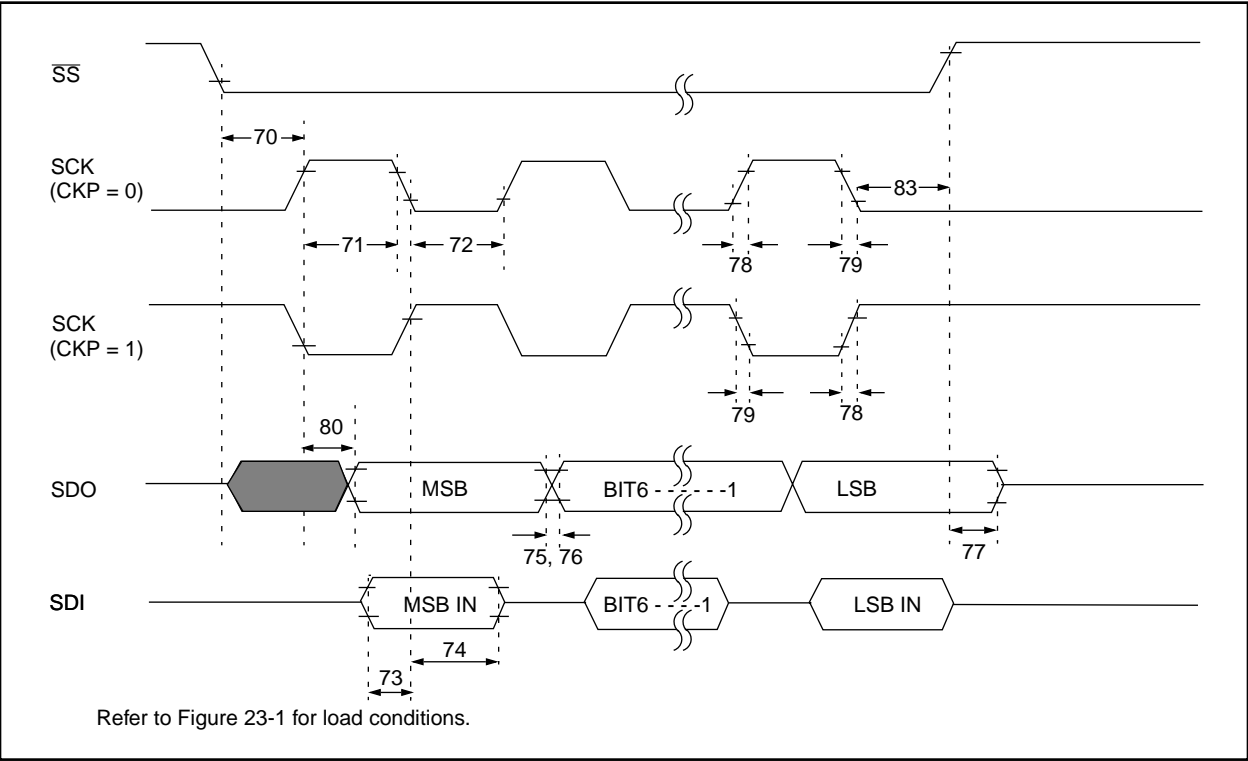 SS
70
SCK
(CKP = 0)
83
71
72
78
79
SCK
(CKP = 1)
79
78
80
SDO
MSB
BIT6 - - - - - -1
LSB
75, 76
77
SDI
MSB IN
BIT6 - - - -1
LSB IN
74
73
Refer to Figure 23-1 for load conditions.